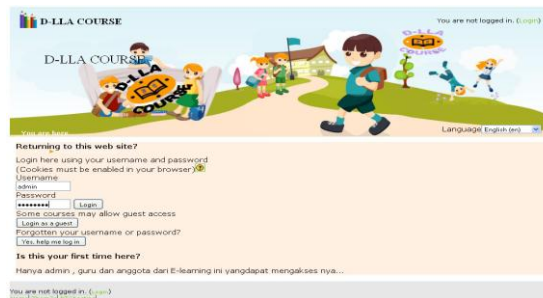 D-LLA COURSE
You are not logged in. (Login)
D-LLA COURSE
D-LLA
COURSE
COURSE
You are here
Language English (en)
Returning to this web site?
Login here using your username and password
(Cookies must be enabled in your browser)
Username
admin
Password
Login
Some courses may allow guest access
Login as a guest
Forgotten your username or password?
Yes, help me log in
Is this your first time here?
Hanya admin , guru dan anggota dari E-learning ini yangdapat mengakses nya...
You are not logged in. (Login)